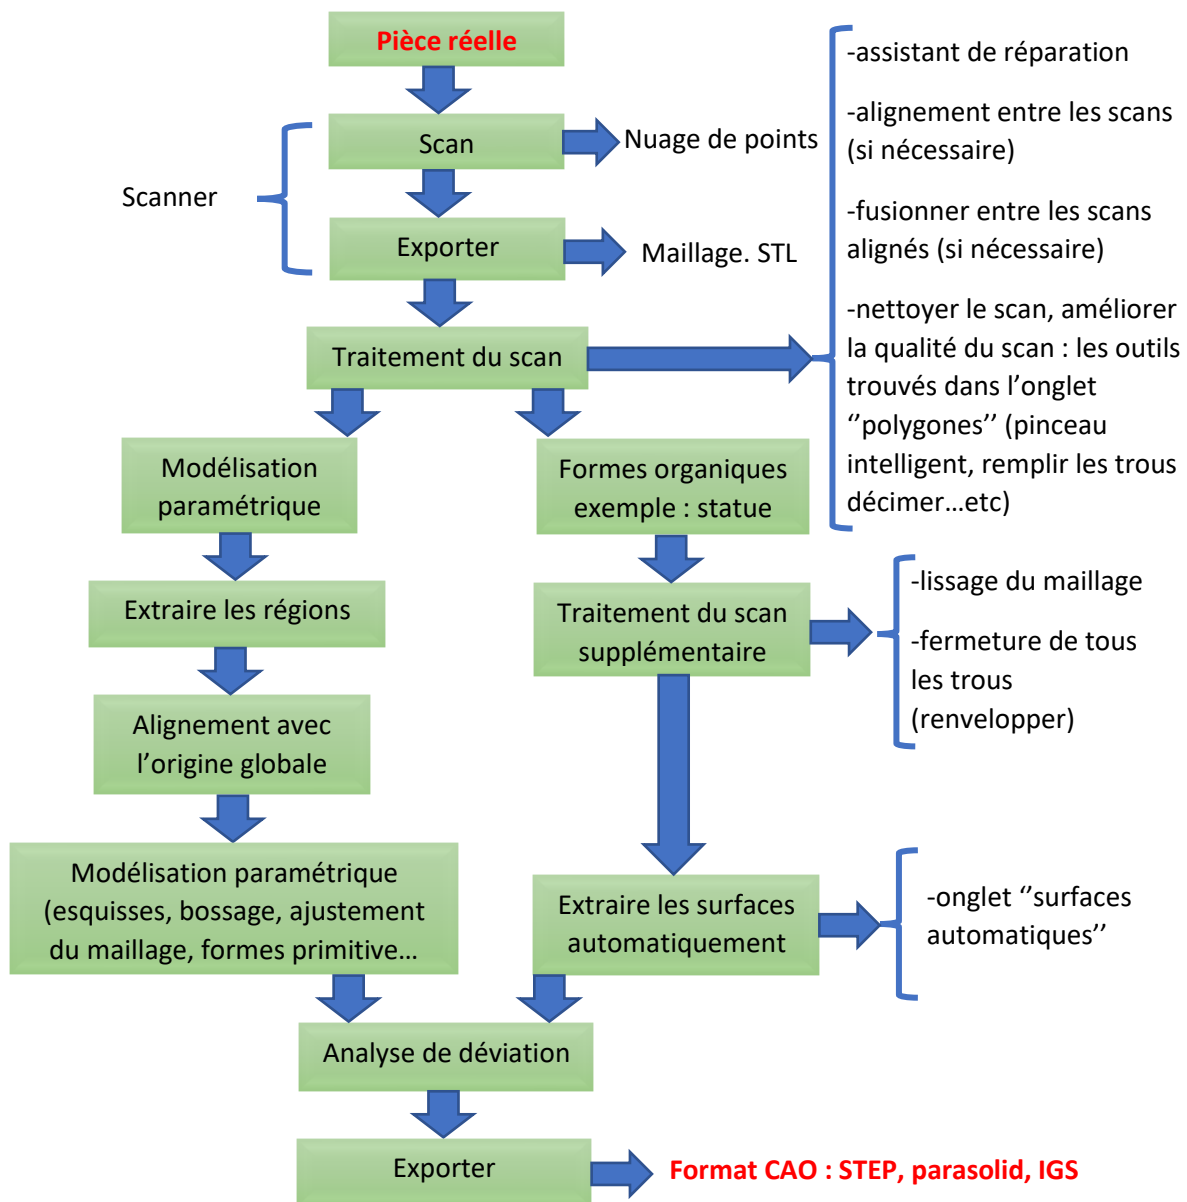 Pièce réelle
-assistant de réparation
-alignement entre les scans
(si nécessaire)
-fusionner entre les scans
alignés (si nécessaire)
-nettoyer le scan, améliorer
la qualité du scan : les outils
trouvés dans l’onglet
‘’polygones’’ (pinceau
intelligent, remplir les trous
décimer…etc)
Scan
Nuage de points
Scanner
Exporter
Maillage. STL
Traitement du scan
Modélisation
paramétrique
Formes organiques
exemple : statue
Extraire les régions
Traitement du scan
supplémentaire
-lissage du maillage
-fermeture de tous
les trous
(renvelopper)
Alignement avec
l’origine globale
Modélisation paramétrique
(esquisses, bossage, ajustement
du maillage, formes primitive…
Extraire les surfaces
automatiquement
-onglet ‘’surfaces
automatiques’’
Analyse de déviation
Exporter
Format CAO : STEP, parasolid, IGS